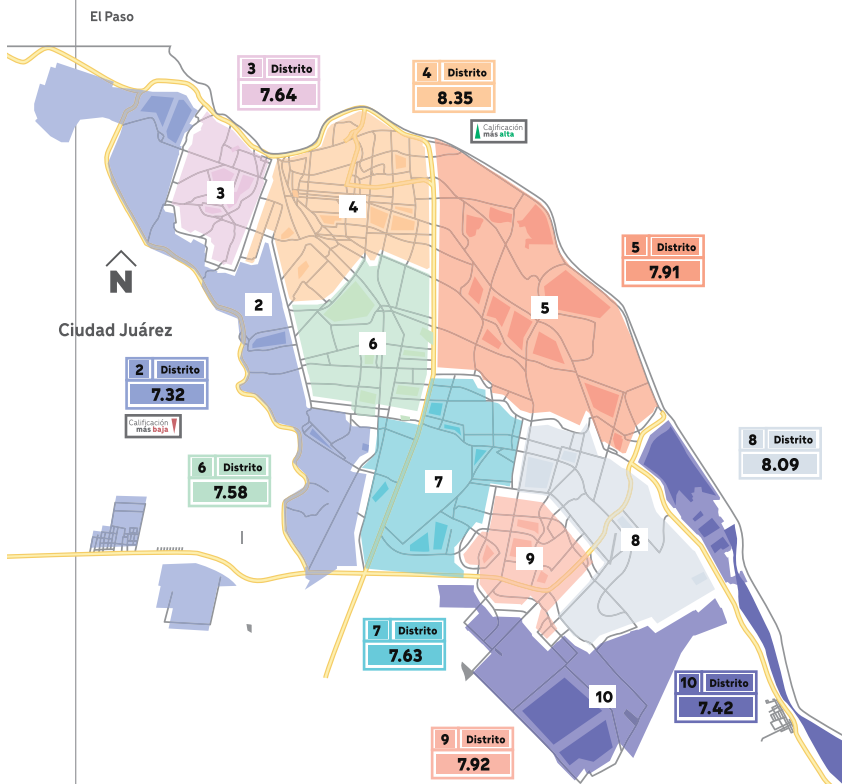 El Paso
3 Distrito
7.64
4 Distrito
8.35
Calificación
más alta
3
4
5 Distrito
7.91
N
2
5
Ciudad Juárez
6
2 Distrito
7.32
Calificación
más baja
8 Distrito
8.09
6 Distrito
7.58
7
8
9
7 Distrito
7.63
10
10 Distrito
7.42
9 Distrito
7.92